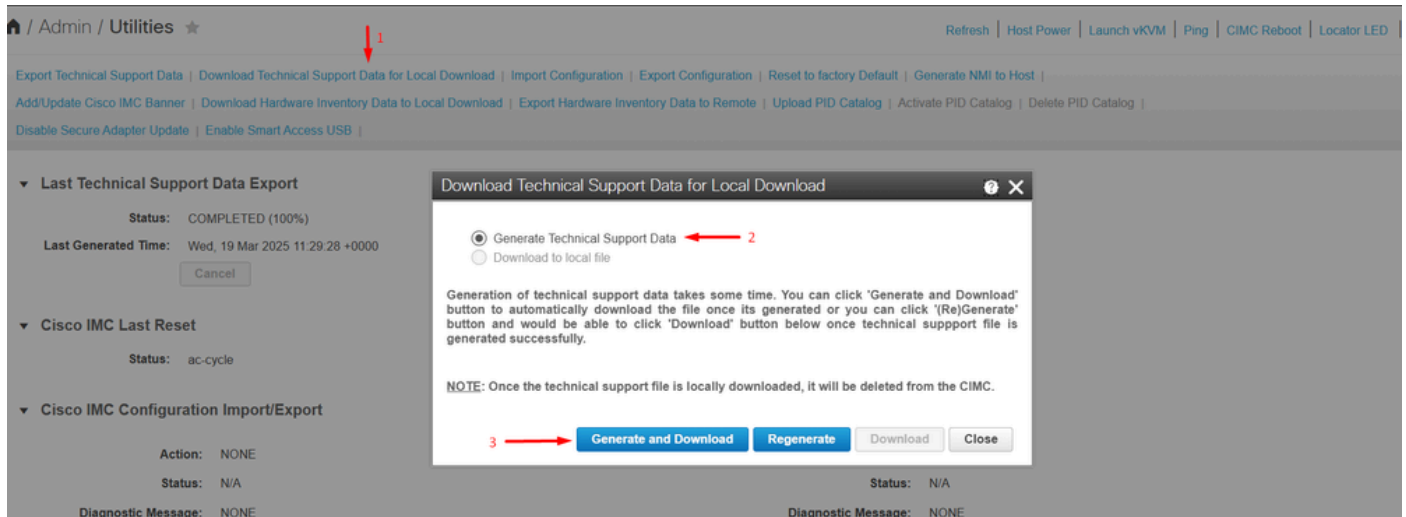 / Admin / Utilities ★
Refresh | Host Power | Launch vKVM | Ping | CIMC Reboot | Locator LED |
1
Export Technical Support Data | Download Technical Support Data for Local Download | Import Configuration | Export Configuration | Reset to factory Default | Generate NMI to Host |
Add/Update Cisco IMC Banner | Download Hardware Inventory Data to Local Download | Export Hardware Inventory Data to Remote | Upload PID Catalog | Activate PID Catalog | Delete PID Catalog |
Disable Secure Adapter Update | Enable Smart Access USB |
Last Technical Support Data Export
Status: COMPLETED (100%)
Last Generated Time: Wed, 19 Mar 2025 11:29:28 +0000
Cancel
Cisco IMC Last Reset
Status: ac-cycle
Cisco IMC Configuration Import/Export
Action: NONE
Status: N/A
Diagnostic Message: NONE
Status: N/A
Diagnostic Message: NONE
Download Technical Support Data for Local Download
Generate Technical Support Data 2
Download to local file
Generation of technical support data takes some time. You can click 'Generate and Download'
button to automatically download the file once its generated or you can click '(Re)Generate'
button and would be able to click 'Download' button below once technical suppport file is
generated successfully.
NOTE: Once the technical support file is locally downloaded, it will be deleted from the CIMC.
3 Generate and Download Regenerate Download Close